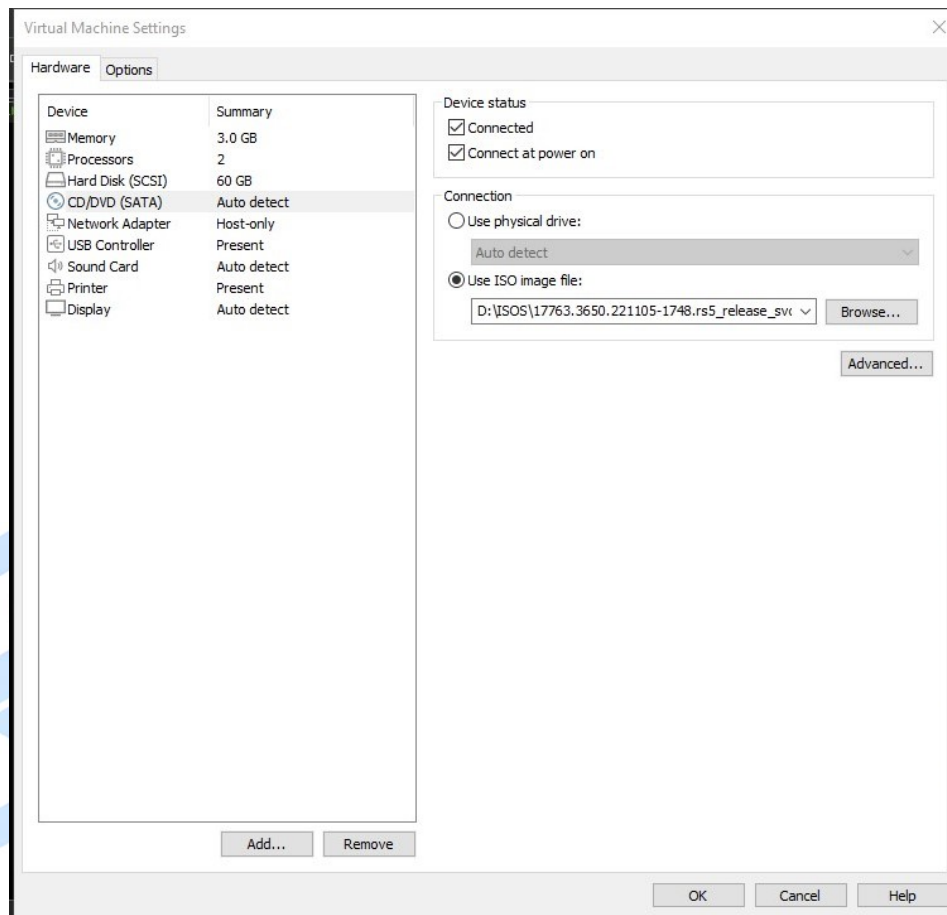 Virtual Machine Settings
Hardware Options
Device Summary
Memory 3.0 GB
Processors 2
Hard Disk (SCSI) 60 GB
CD/DVD (SATA) Auto detect
Network Adapter Host-only
USB Controller Present
Sound Card Auto detect
Printer Present
Display Auto detect
Add... Remove
Device status
Connected
Connect at power on
Connection
Use physical drive:
Auto detect
Use ISO image file:
D:\ISOS\17763.3650.221105-1748.rs5_release_svc Browse...
Advanced...
OK Cancel Help